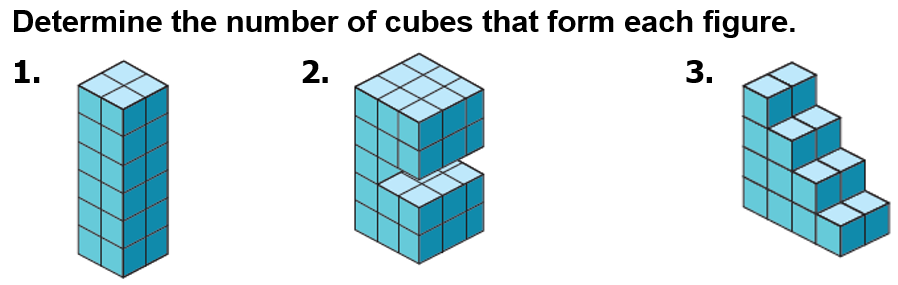 Determine the number of cubes that form each figure.
1. 2. 3.